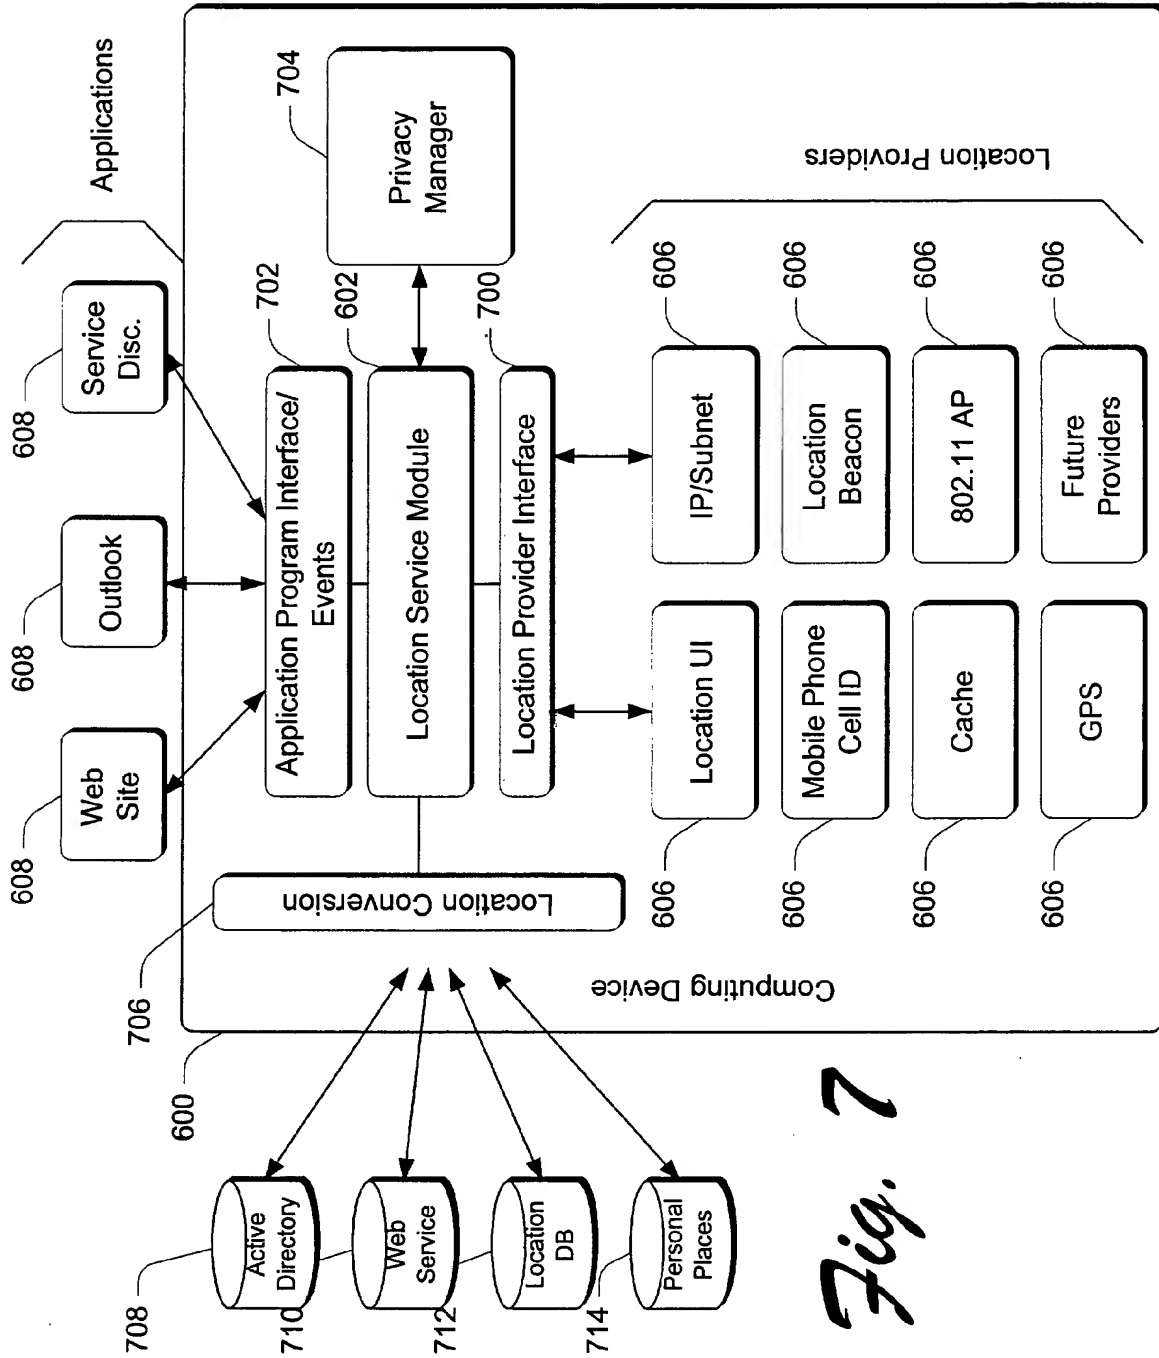 Applications
608
608
608
Web
Site
Outlook
Service
Disc.
600
706
702
602
700
704
Application Program Interface/
Events
Location Service Module
Location Provider Interface
Privacy
Manager
Location Conversion
Computing Device
708
Active
Directory
710
Web
Service
712
Location
DB
714
Personal
Places
606
Location UI
IP/Subnet
606
606
Mobile Phone
Cell ID
Location
Beacon
606
606
Cache
802.11 AP
606
606
GPS
Future
Providers
606
Location Providers
Fig. 7